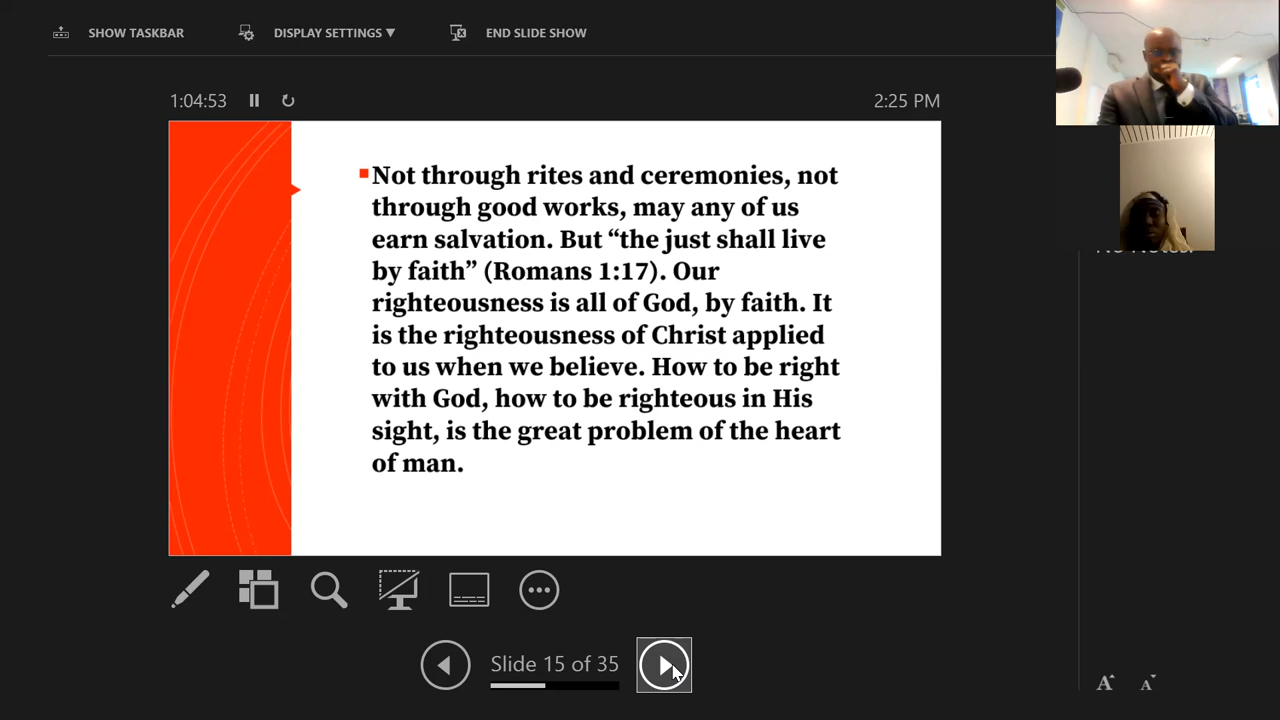 SHOW TASKBAR
DISPLAY SETTINGS ▼
END SLIDE SHOW
1:04:53
2:25 PM
Not through rites and ceremonies, not
through good works, may any of us
earn salvation. But “the just shall live
by faith” (Romans 1:17). Our
righteousness is all of God, by faith. It
is the righteousness of Christ applied
to us when we believe. How to be right
with God, how to be righteous in His
sight, is the great problem of the heart
of man.
No Notes.
Slide 15 of 35
A A